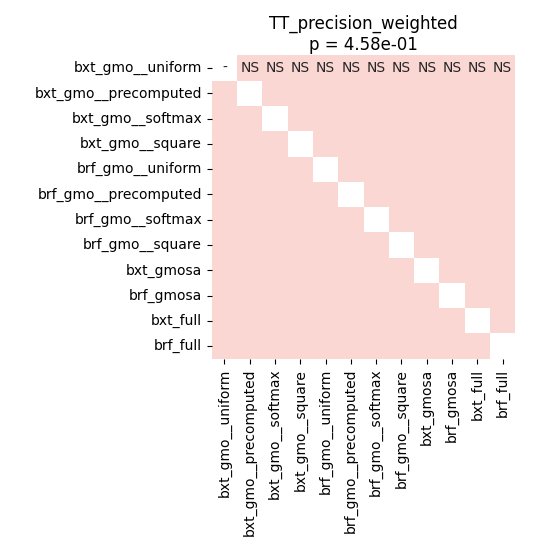 TT_precision_weighted
p = 4.58e-01
bxt_gmo__uniform - NS NS NS NS NS NS NS NS NS NS NS
bxt_gmo__precomputed
bxt_gmo__softmax
bxt_gmo__square
brf_gmo__uniform
brf_gmo__precomputed
brf_gmo__softmax
brf_gmo__square
bxt_gmosa
brf_gmosa
bxt_full
brf_full
bxt_gmo__uniform
bxt_gmo__precomputed
bxt_gmo__softmax
bxt_gmo__square
brf_gmo__uniform
brf_gmo__precomputed
brf_gmo__softmax
brf_gmo__square
bxt_gmosa
brf_gmosa
bxt_full
brf_full